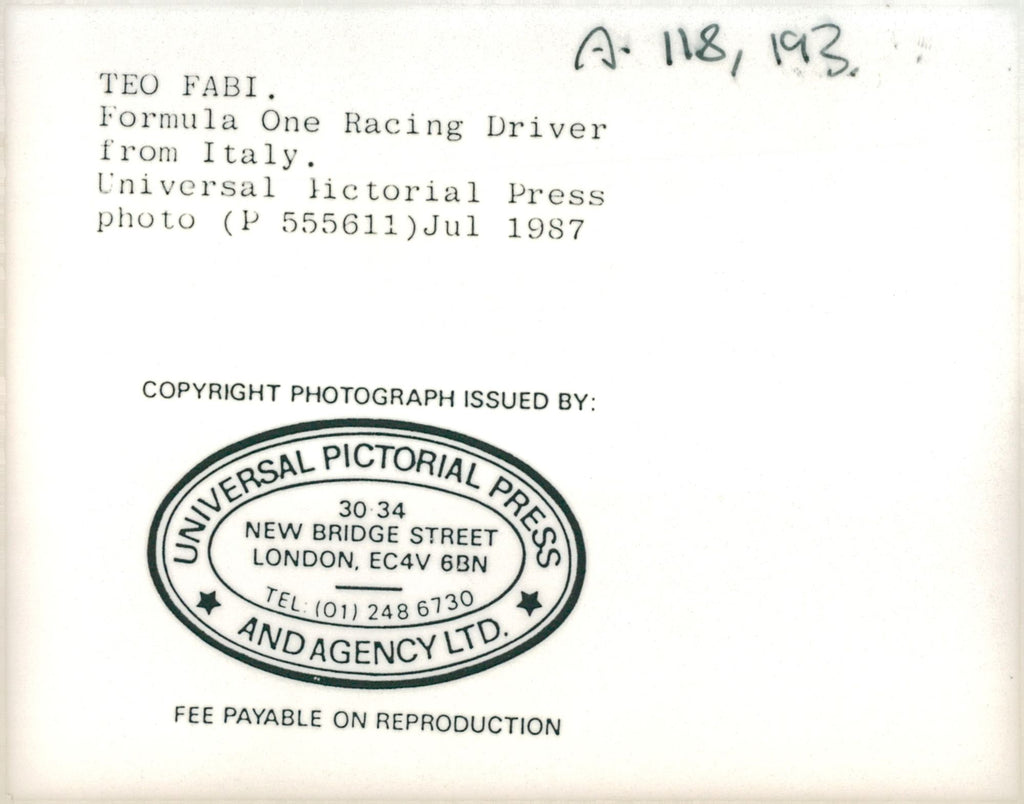 A. 118, 193.
TEO FABI.
Formula One Racing Driver
from Italy.
Universal Pictorial Press
photo (P 555611)Jul 1987
COPYRIGHT PHOTOGRAPH ISSUED BY:
UNIVERSAL PICTORIAL PRESS
30-34
NEW BRIDGE STREET
LONDON, EC4V 6BN
TEL: (01) 248 6730
AND AGENCY LTD.
FEE PAYABLE ON REPRODUCTION